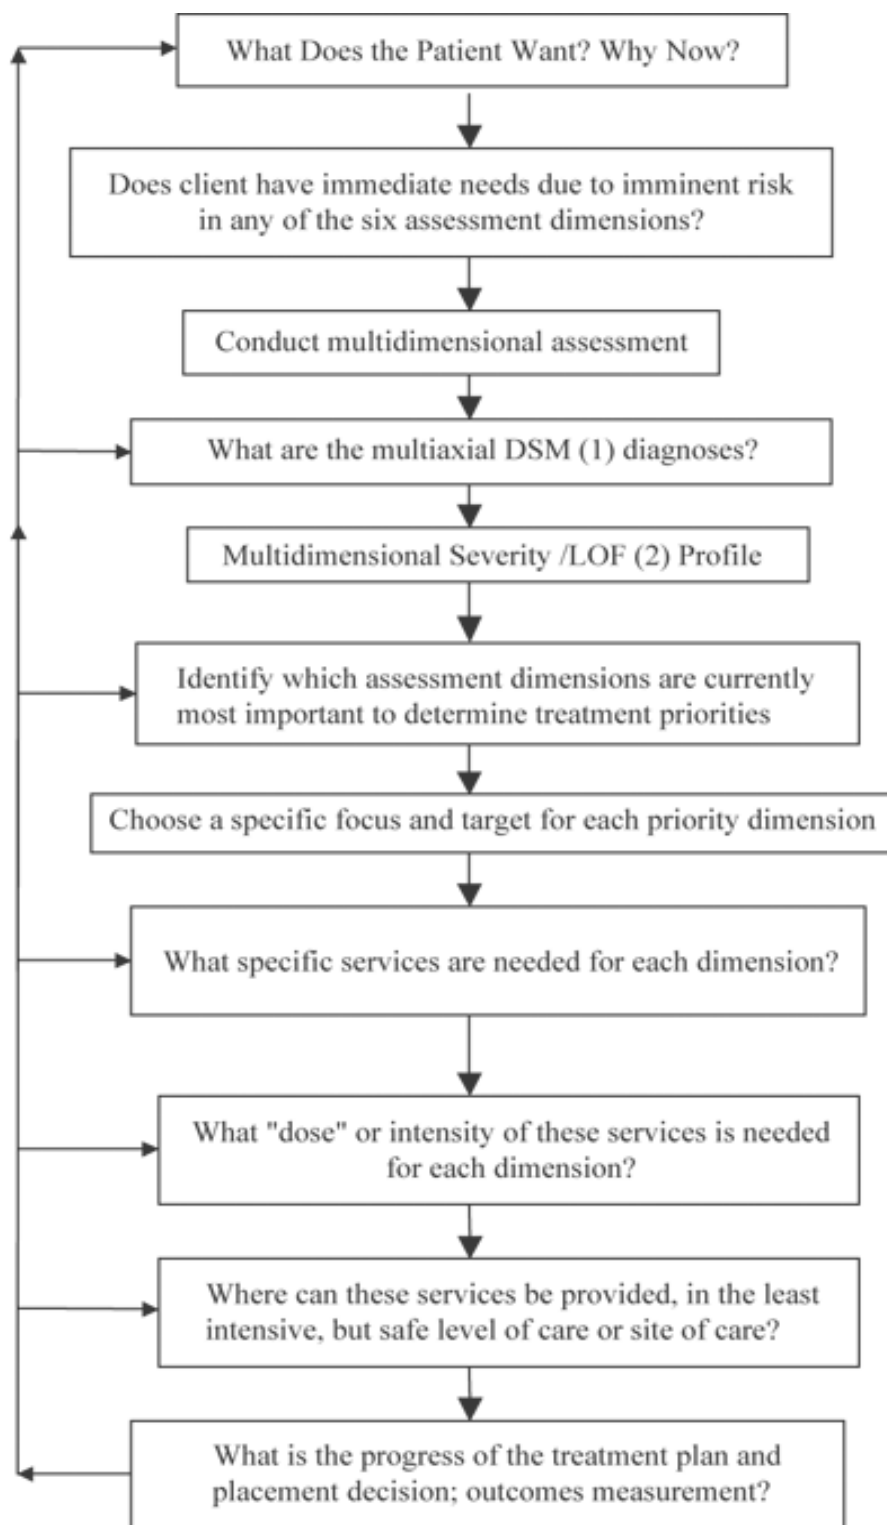 What Does the Patient Want? Why Now?
Does client have immediate needs due to imminent risk
in any of the six assessment dimensions?
Conduct multidimensional assessment
What are the multiaxial DSM (1) diagnoses?
Multidimensional Severity /LOF (2) Profile
Identify which assessment dimensions are currently
most important to determine treatment priorities
Choose a specific focus and target for each priority dimension
What specific services are needed for each dimension?
What "dose" or intensity of these services is needed
for each dimension?
Where can these services be provided, in the least
intensive, but safe level of care or site of care?
What is the progress of the treatment plan and
placement decision; outcomes measurement?